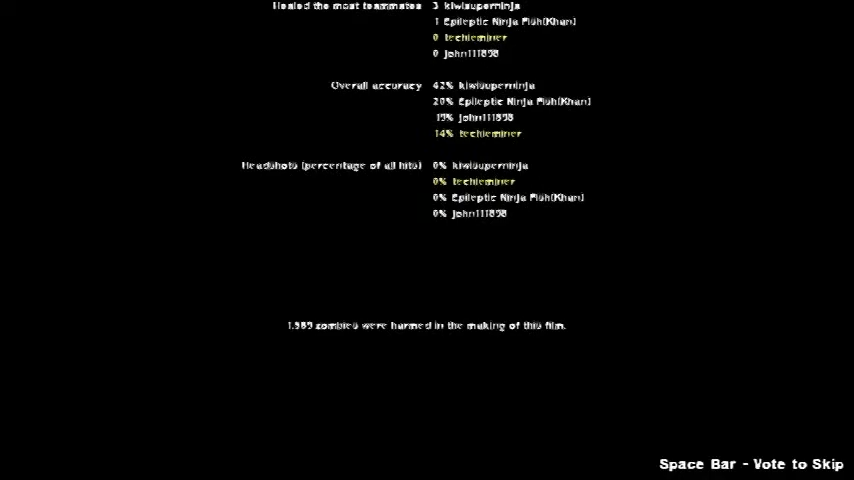 Healed the most teammates 3 kiwisuperninja
1 Epileptic Ninja Fish(Khan)
0 techieminer
0 john111898
Overall accuracy 42% kiwisuperninja
20% Epileptic Ninja Fish(Khan)
19% john111898
14% techieminer
Headshots (percentage of all hits) 0% kiwisuperninja
0% techieminer
0% Epileptic Ninja Fish(Khan)
0% john111898
zombies were harmed in the making of this film.
Space Bar - Vote to Skip